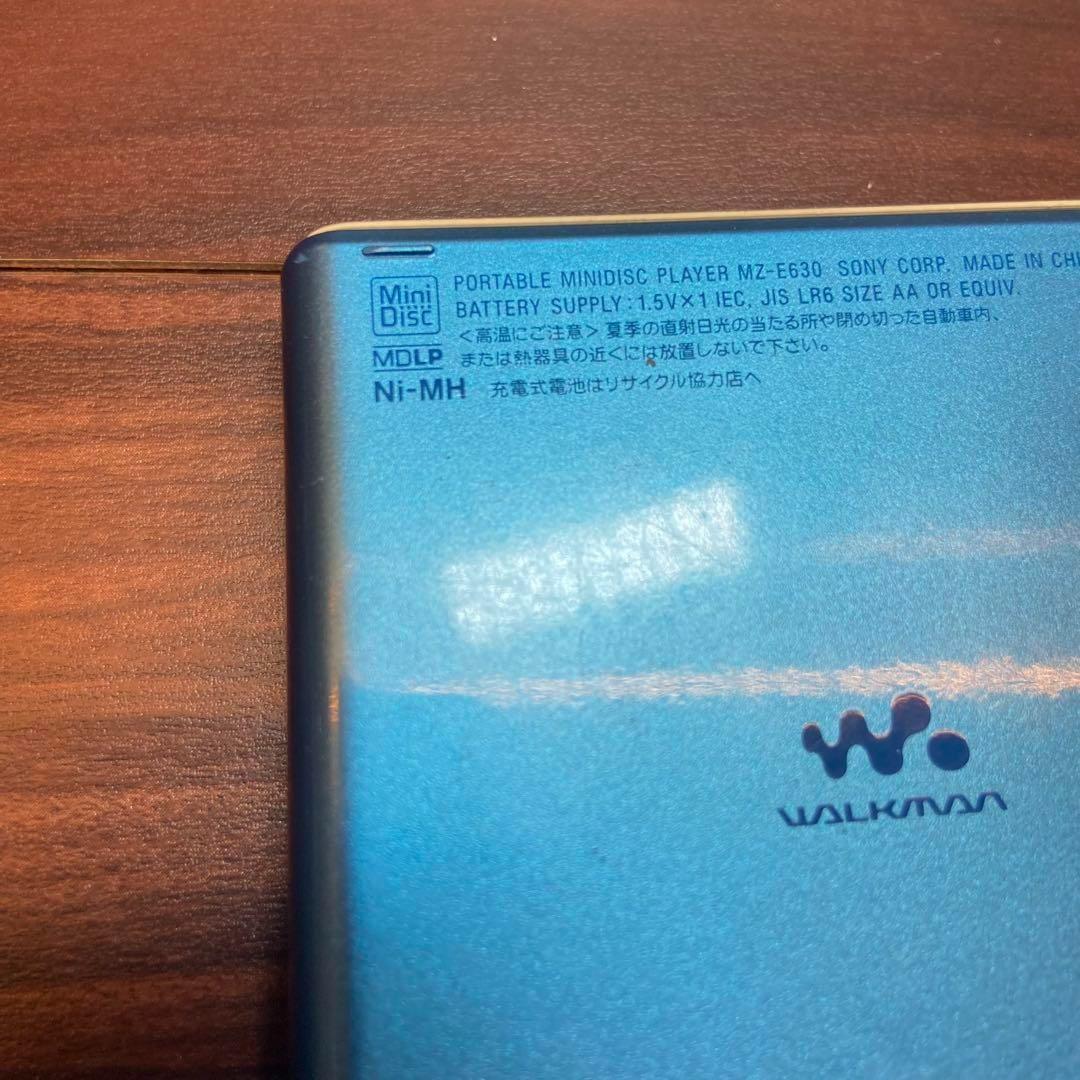 Mini
Disc
MDLP
Ni-MH
PORTABLE MINIDISC PLAYER MZ-E630 SONY CORP. MADE IN
BATTERY SUPPLY : 1.5V×1 IEC, JIS LR6 SIZE AA OR EQUIV.
<高温にご注意> 夏季の直射日光の当たる所や閉め切った自動車内、
または熱器具の近くには放置しないで下さい。
充電式電池はリサイクル協力店へ
WALKMAN